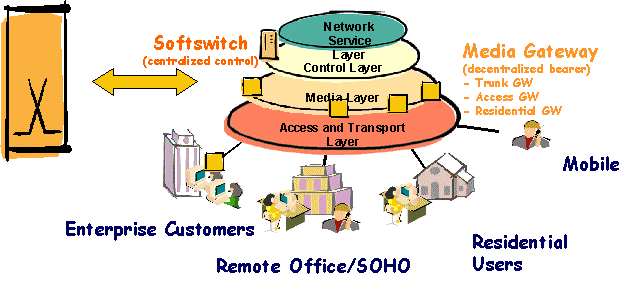 Softswitch
(centralized control)
Network
Service
Layer
Control Layer
Media Layer
Access and Transport
Layer
Media Gateway
(decentralized bearer)
- Trunk GW
- Access GW
- Residential GW
Mobile
Enterprise Customers
Remote Office/SOHO
Residential
Users